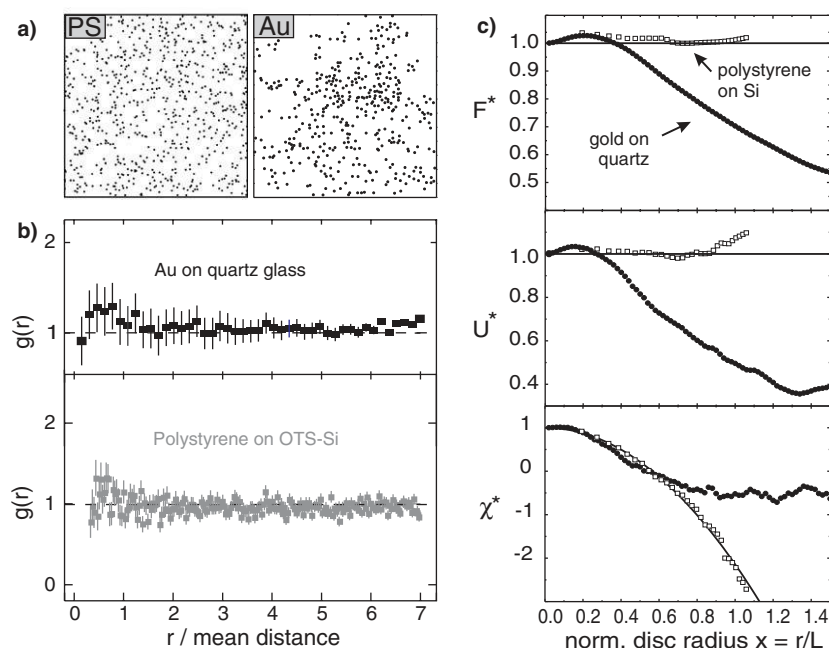 a)
PS
Au
b)
2
Au on quartz glass
g(r)
1
2
Polystyrene on OTS-Si
g(r)
1
0
0 1 2 3 4 5 6 7
r / mean distance
c)
1.0
0.9
F*
0.8
0.7
0.6
0.5
polystyrene
on Si
gold on
quartz
1.0
0.8
U*
0.6
0.4
1
0
χ*
-1
-2
0.0 0.2 0.4 0.6 0.8 1.0 1.2 1.4
norm. disc radius x = r/L